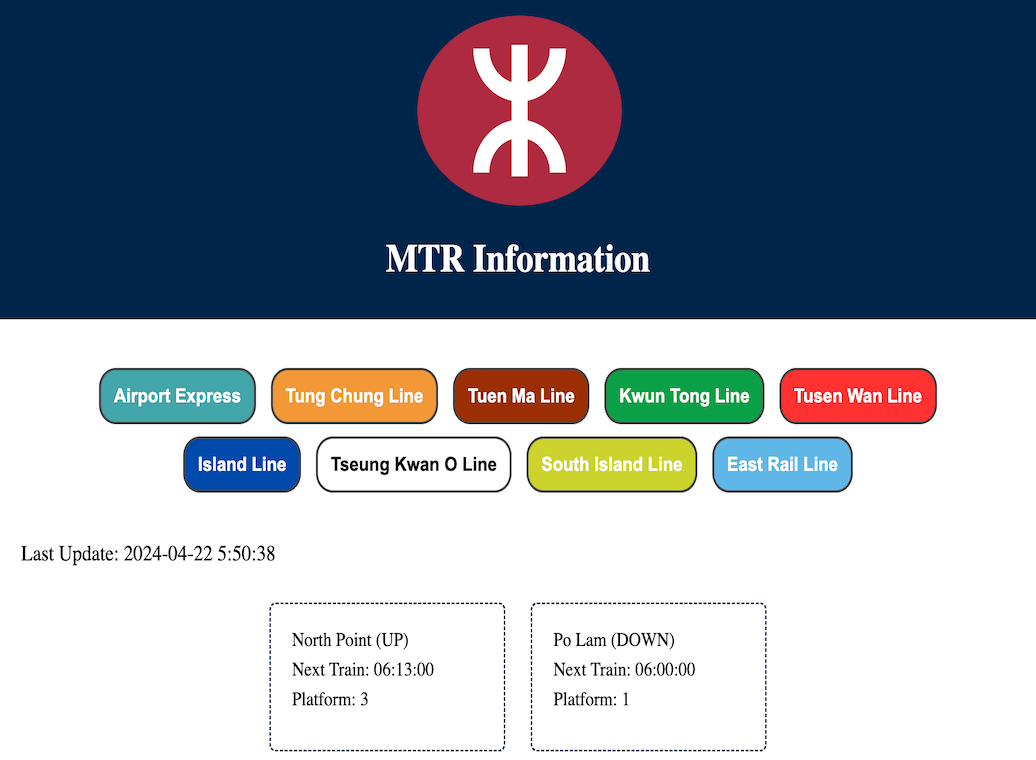 MTR Information
Airport Express
Tung Chung Line
Tuen Ma Line
Kwun Tong Line
Tusen Wan Line
Island Line
Tseung Kwan O Line
South Island Line
East Rail Line
Last Update: 2024-04-22 5:50:38
North Point (UP)
Next Train: 06:13:00
Platform: 3
Po Lam (DOWN)
Next Train: 06:00:00
Platform: 1